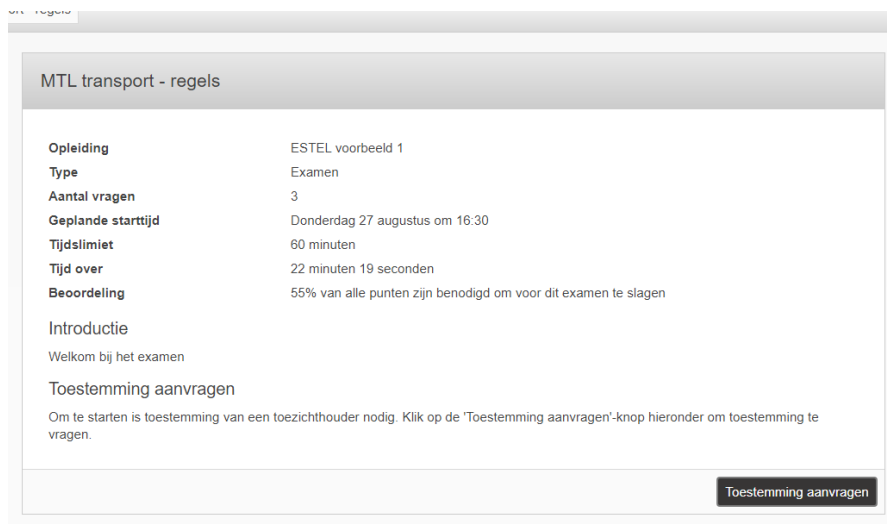 regels
MTL transport - regels
Opleiding ESTEL voorbeeld 1
Type Examen
Aantal vragen 3
Geplande starttijd Donderdag 27 augustus om 16:30
Tijdslimiet 60 minuten
Tijd over 22 minuten 19 seconden
Beoordeling 55% van alle punten zijn benodigd om voor dit examen te slagen
Introductie
Welkom bij het examen
Toestemming aanvragen
Om te starten is toestemming van een toezichthouder nodig. Klik op de 'Toestemming aanvragen'-knop hieronder om toestemming te
vragen.
Toestemming aanvragen